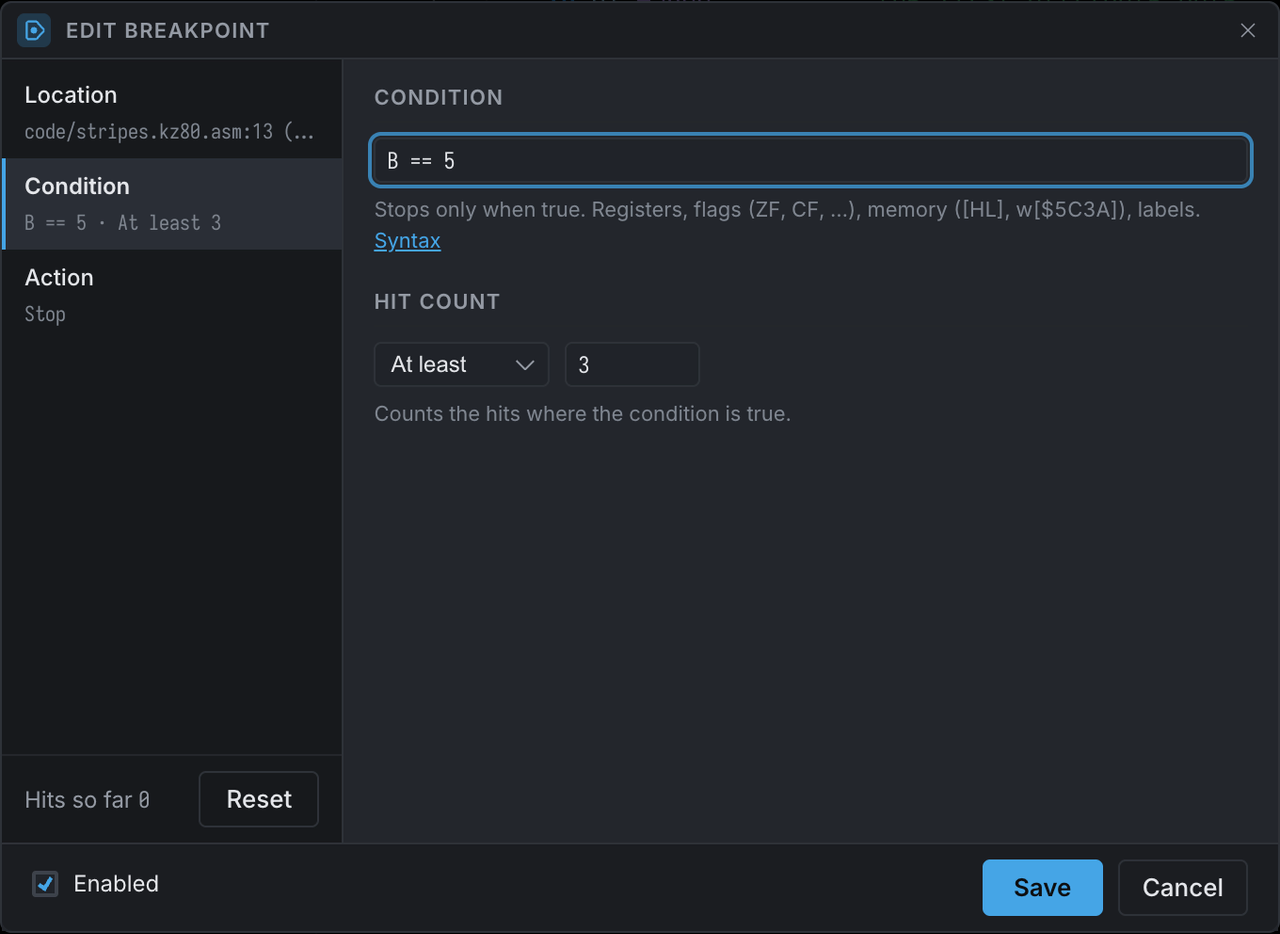 EDIT BREAKPOINT
Location
code/stripes.kz80.asm:13 (...
Condition
B == 5 · At least 3
Action
Stop
Hits so far 0
Reset
CONDITION
B == 5
Stops only when true. Registers, flags (ZF, CF, ...), memory ([HL], w[$5C3A]), labels.
Syntax
HIT COUNT
At least
3
Counts the hits where the condition is true.
Enabled
Save
Cancel